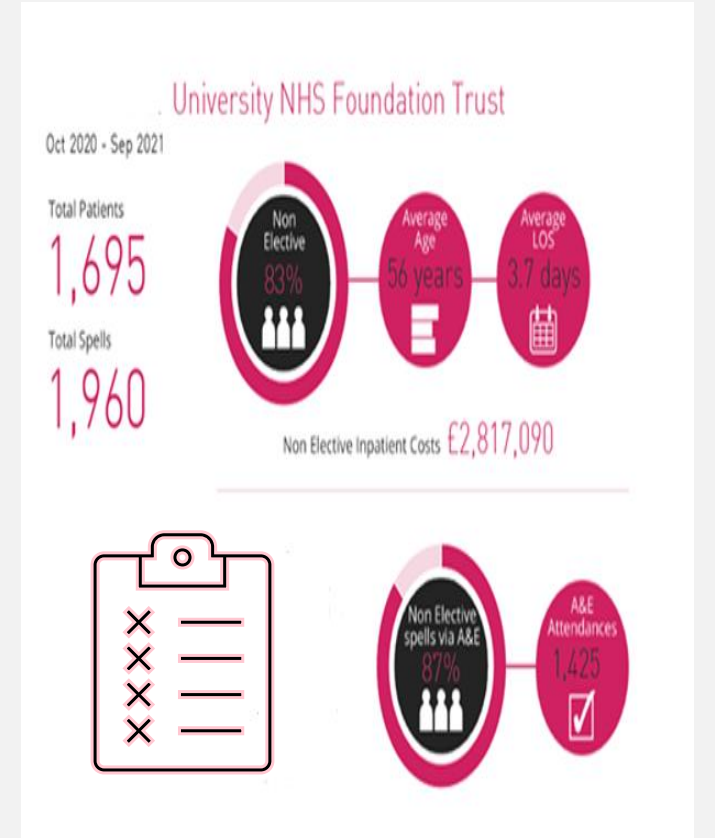 University NHS Foundation Trust
Oct 2020 - Sep 2021
Total Patients
1,695
Total Spells
1,960
Non
Elective
83%
Average
Age
56 years
Average
LOS
3.7 days
Non Elective Inpatient Costs £2,817,090
Non Elective
spells via A&E
87%
A&E
Attendances
1,425